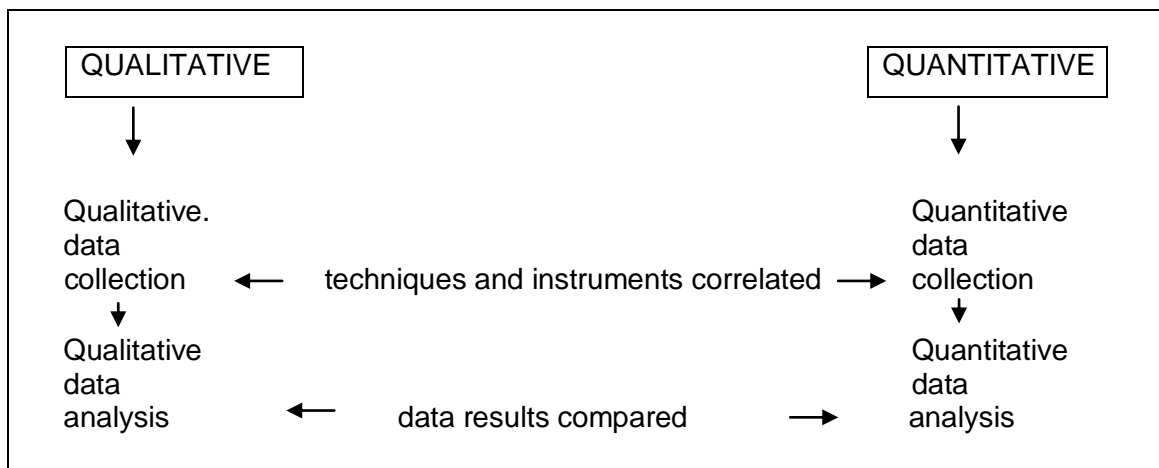 QUALITATIVE
QUANTITATIVE
Qualitative.
data
collection
techniques and instruments correlated
Quantitative
data
collection
Qualitative
data
analysis
data results compared
Quantitative
data
analysis